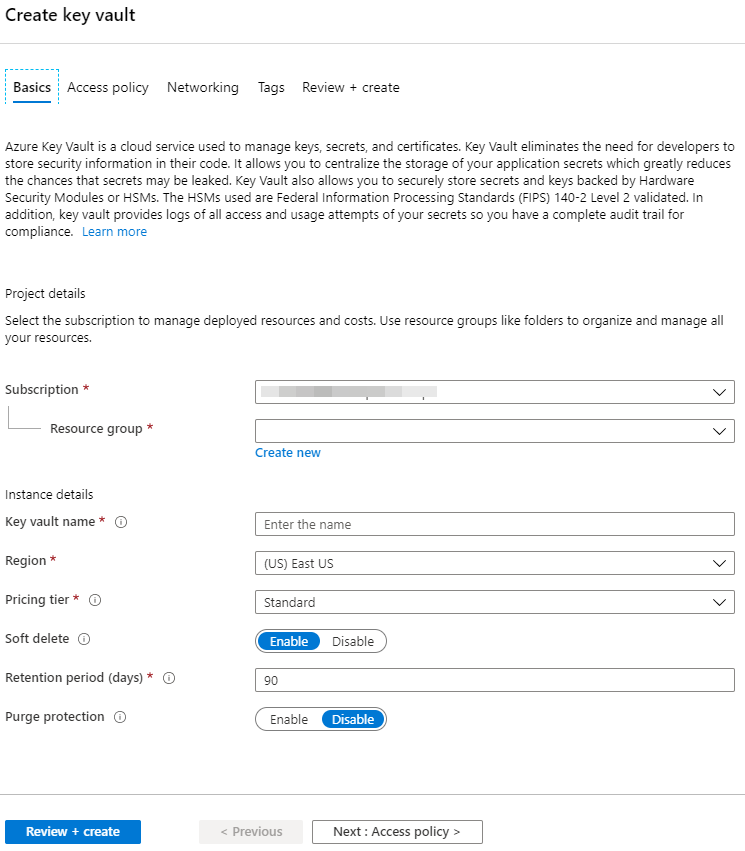 Create key vault
Basics Access policy Networking Tags Review + create
Azure Key Vault is a cloud service used to manage keys, secrets, and certificates. Key Vault eliminates the need for developers to
store security information in their code. It allows you to centralize the storage of your application secrets which greatly reduces
the chances that secrets may be leaked. Key Vault also allows you to securely store secrets and keys backed by Hardware
Security Modules or HSMs. The HSMs used are Federal Information Processing Standards (FIPS) 140-2 Level 2 validated. In
addition, key vault provides logs of all access and usage attempts of your secrets so you have a complete audit trail for
compliance. Learn more
Project details
Select the subscription to manage deployed resources and costs. Use resource groups like folders to organize and manage all
your resources.
Subscription *
Resource group *
Create new
Instance details
Key vault name * Enter the name
Region * (US) East US
Pricing tier * Standard
Soft delete Enable Disable
Retention period (days) * 90
Purge protection Enable Disable
Review + create < Previous Next : Access policy >